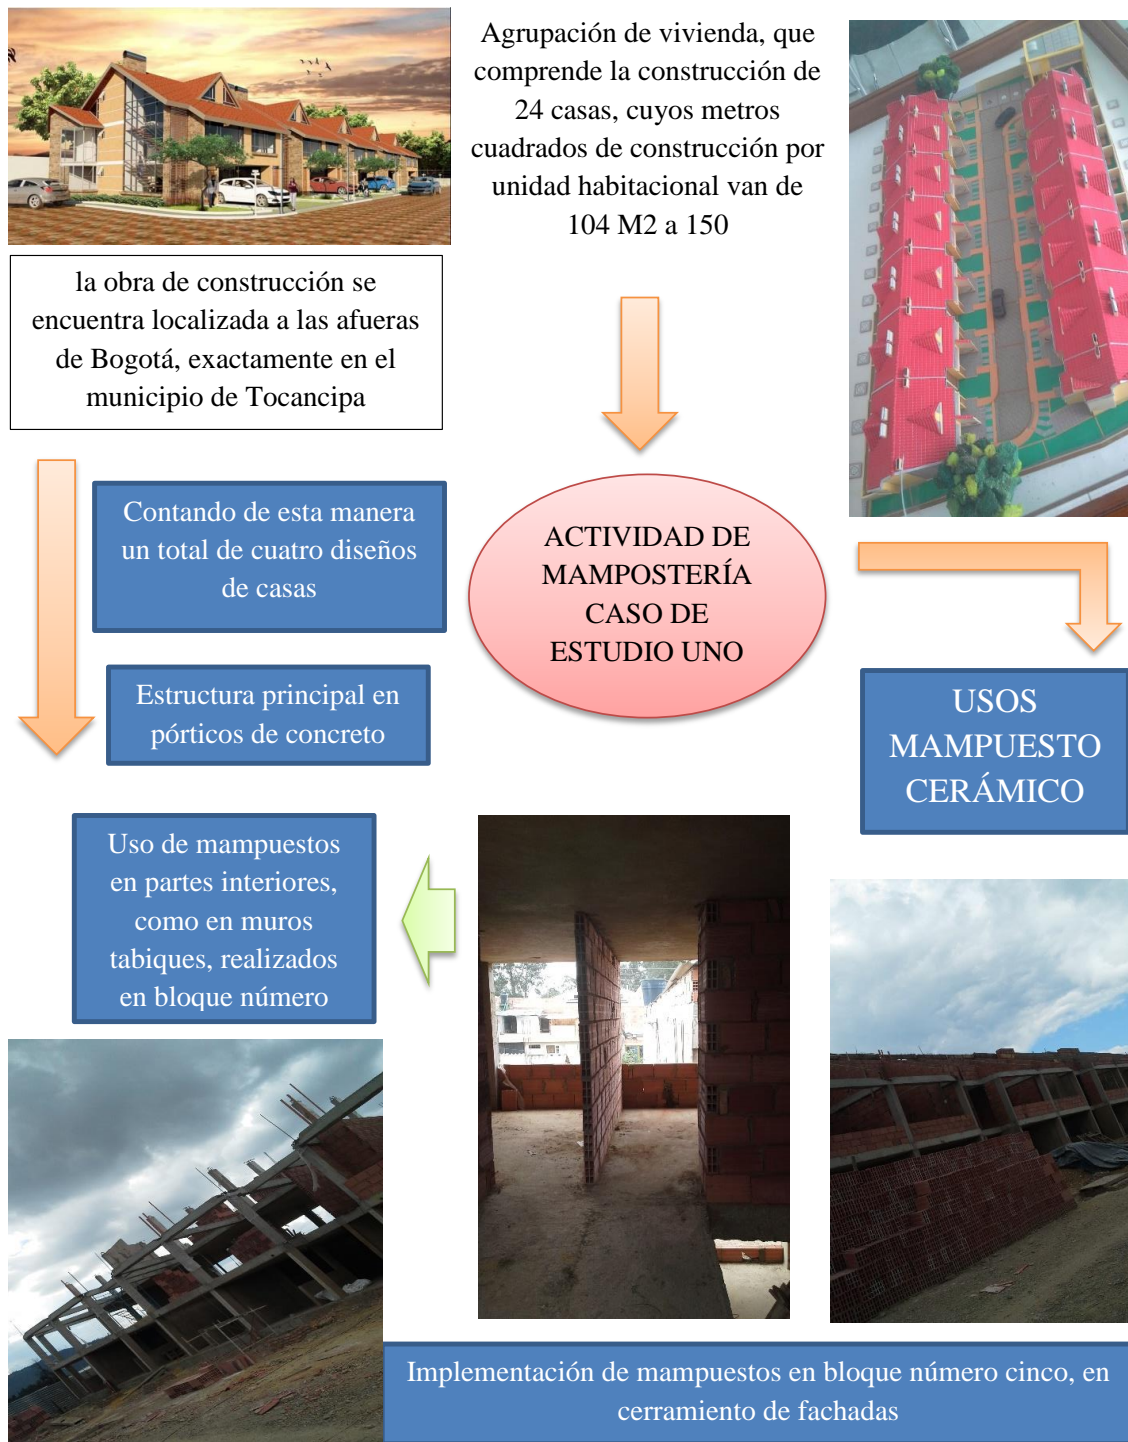 Agrupación de vivienda, que
comprende la construcción de
24 casas, cuyos metros
cuadrados de construcción por
unidad habitacional van de
104 M2 a 150
la obra de construcción se
encuentra localizada a las afueras
de Bogotá, exactamente en el
municipio de Tocancipa
Contando de esta manera
un total de cuatro diseños
de casas
ACTIVIDAD DE
MAMPOSTERÍA
CASO DE
ESTUDIO UNO
Estructura principal en
pórticos de concreto
USOS
MAMPUESTO
CERÁMICO
Uso de mampuestos
en partes interiores,
como en muros
tabiques, realizados
en bloque número
Implementación de mampuestos en bloque número cinco, en
cerramiento de fachadas